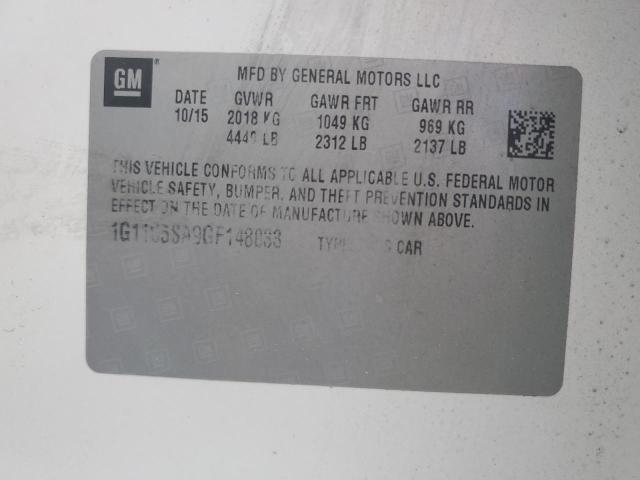 GM
MFD BY GENERAL MOTORS LLC
DATE GVWR GAWR FRT GAWR RR
10/15 2018 KG 1049 KG 969 KG
LB 2312 LB 2137 LB
THIS VEHICLE CONFORMS TO ALL APPLICABLE U.S. FEDERAL MOTOR
VEHICLE SAFETY, BUMPER, AND THEFT PREVENTION STANDARDS IN
EFFECT ON THE DATE OF MANUFACTURE SHOWN ABOVE.
CAR